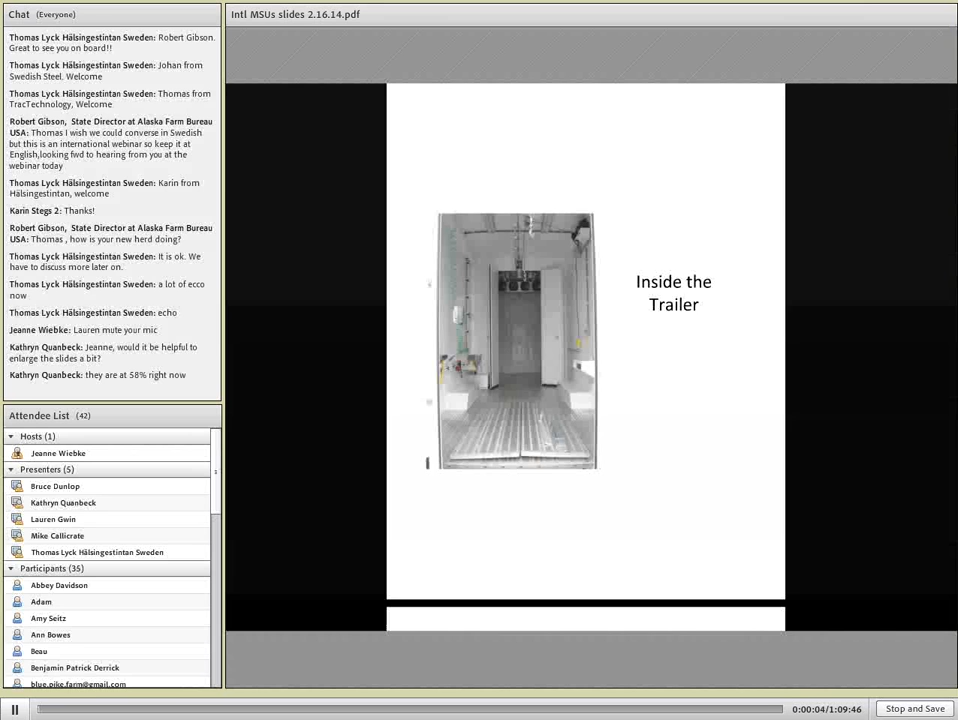 Chat (Everyone)
Thomas Lyck Hälsingestintan Sweden: Robert Gibson.
Great to see you on board!!
Thomas Lyck Hälsingestintan Sweden: Johan from
Swedish Steel. Welcome
Thomas Lyck Hälsingestintan Sweden: Thomas from
TracTechnology, Welcome
Robert Gibson, State Director at Alaska Farm Bureau
USA: Thomas I wish we could converse in Swedish
but this is an international webinar so keep it at
English,looking fwd to hearing from you at the
webinar today
Thomas Lyck Hälsingestintan Sweden: Karin from
Hälsingestintan, welcome
Karin Stegs 2: Thanks!
Robert Gibson, State Director at Alaska Farm Bureau
USA: Thomas , how is your new herd doing?
Thomas Lyck Hälsingestintan Sweden: It is ok. We
have to discuss more later on.
Thomas Lyck Hälsingestintan Sweden: a lot of ecco
now
Thomas Lyck Hälsingestintan Sweden: echo
Jeanne Wiebke: Lauren mute your mic
Kathryn Quanbeck: Jeanne, would it be helpful to
enlarge the slides a bit?
Kathryn Quanbeck: they are at 58% right now
Attendee List (42)
Hosts (1)
Jeanne Wiebke
Presenters (5)
Bruce Dunlop
Kathryn Quanbeck
Lauren Gwin
Mike Callicrate
Thomas Lyck Hälsingestintan Sweden
Participants (35)
Abbey Davidson
Adam
Amy Seitz
Ann Bowes
Beau
Benjamin Patrick Derrick
blue.pike.farm@gmail.com
Intl MSUs slides 2.16.14.pdf
Inside the
Trailer
0:00:04/1:09:46
Stop and Save